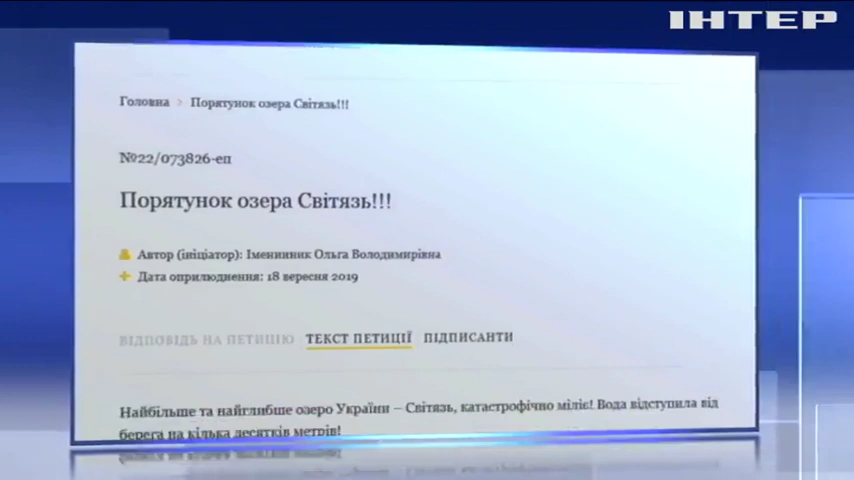 ІНТЕР
Головна > Порятунок озера Світязь!!!
№22/073826-еп
Порятунок озера Світязь!!!
Автор (ініціатор): Іменинник Ольга Володимирівна
Дата оприлюднення: 18 вересня 2019
ВІДПОВІДЬ НА ПЕТИЦІЮ ТЕКСТ ПЕТИЦІЇ ПІДПИСАНТИ
Найбільше та найглибше озеро України – Світязь, катастрофічно міліє! Вода відступила від
берега на кілька десятків метрів!